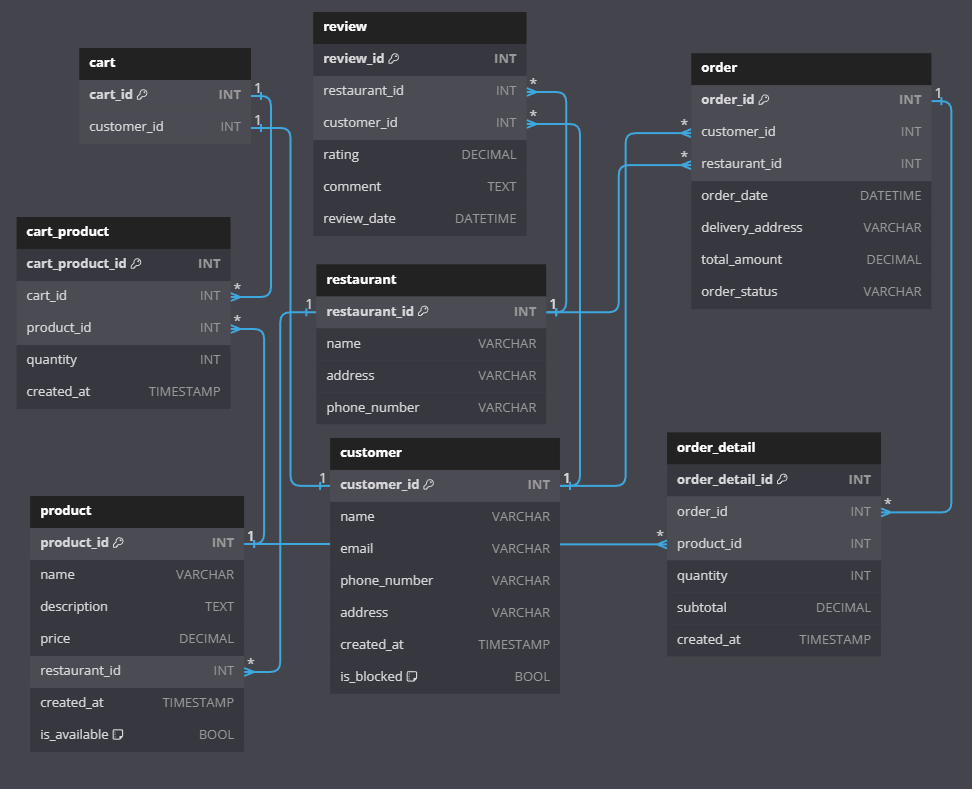 review
review_id INT
restaurant_id INT
customer_id INT
rating DECIMAL
comment TEXT
review_date DATETIME
*
*
cart
cart_id INT
customer_id INT
1
1
order
order_id INT
customer_id INT
restaurant_id INT
order_date DATETIME
delivery_address VARCHAR
total_amount DECIMAL
order_status VARCHAR
1
*
*
cart_product
cart_product_id INT
cart_id INT
product_id INT
quantity INT
created_at TIMESTAMP
*
*
restaurant
restaurant_id INT
name VARCHAR
address VARCHAR
phone_number VARCHAR
1
1
customer
customer_id INT
name VARCHAR
email VARCHAR
phone_number VARCHAR
address VARCHAR
created_at TIMESTAMP
is_blocked BOOL
1
1
order_detail
order_detail_id INT
order_id INT
product_id INT
quantity INT
subtotal DECIMAL
created_at TIMESTAMP
*
*
product
product_id INT
name VARCHAR
description TEXT
price DECIMAL
restaurant_id INT
created_at TIMESTAMP
is_available BOOL
1
*